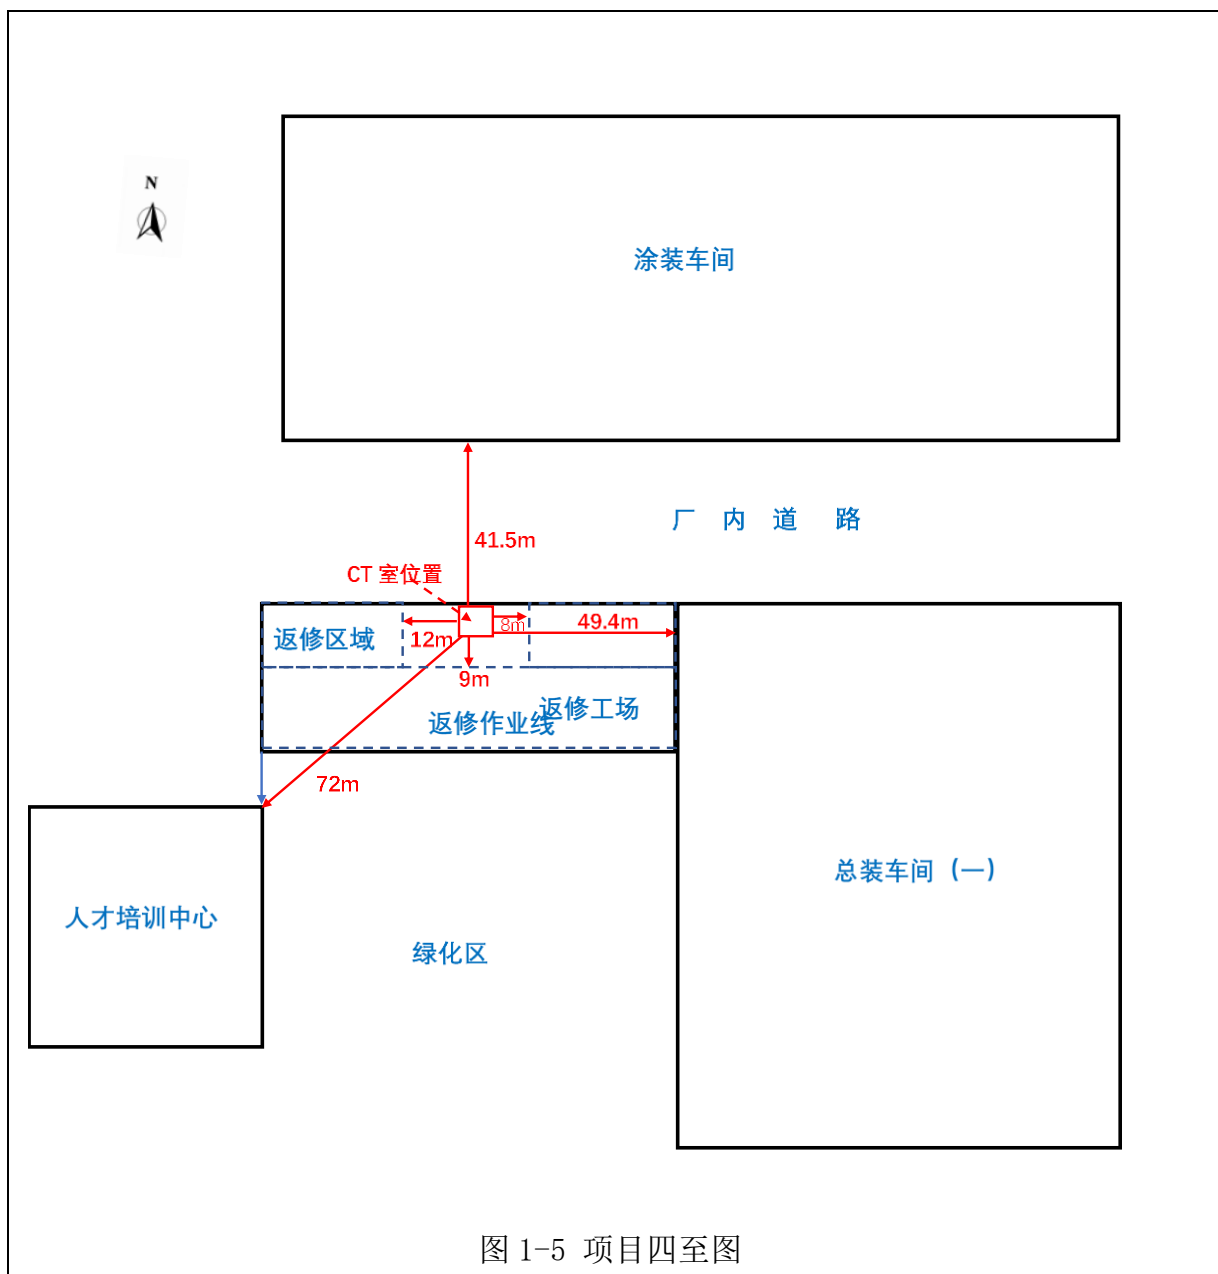 N
涂装车间
厂 内 道 路
41.5m
CT 室位置
返修区域
12m
8m
49.4m
9m
返修作业线
返修工场
72m
总装车间（一）
人才培训中心
绿化区
图 1-5 项目四至图